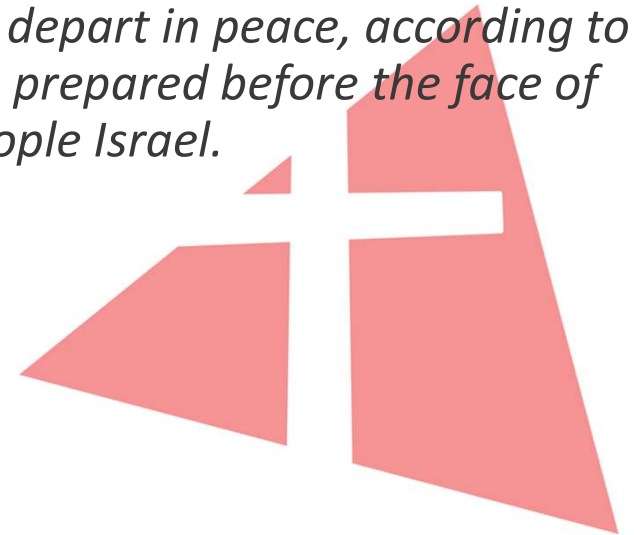 depart in peace, according to
prepared before the face of
ople Israel.